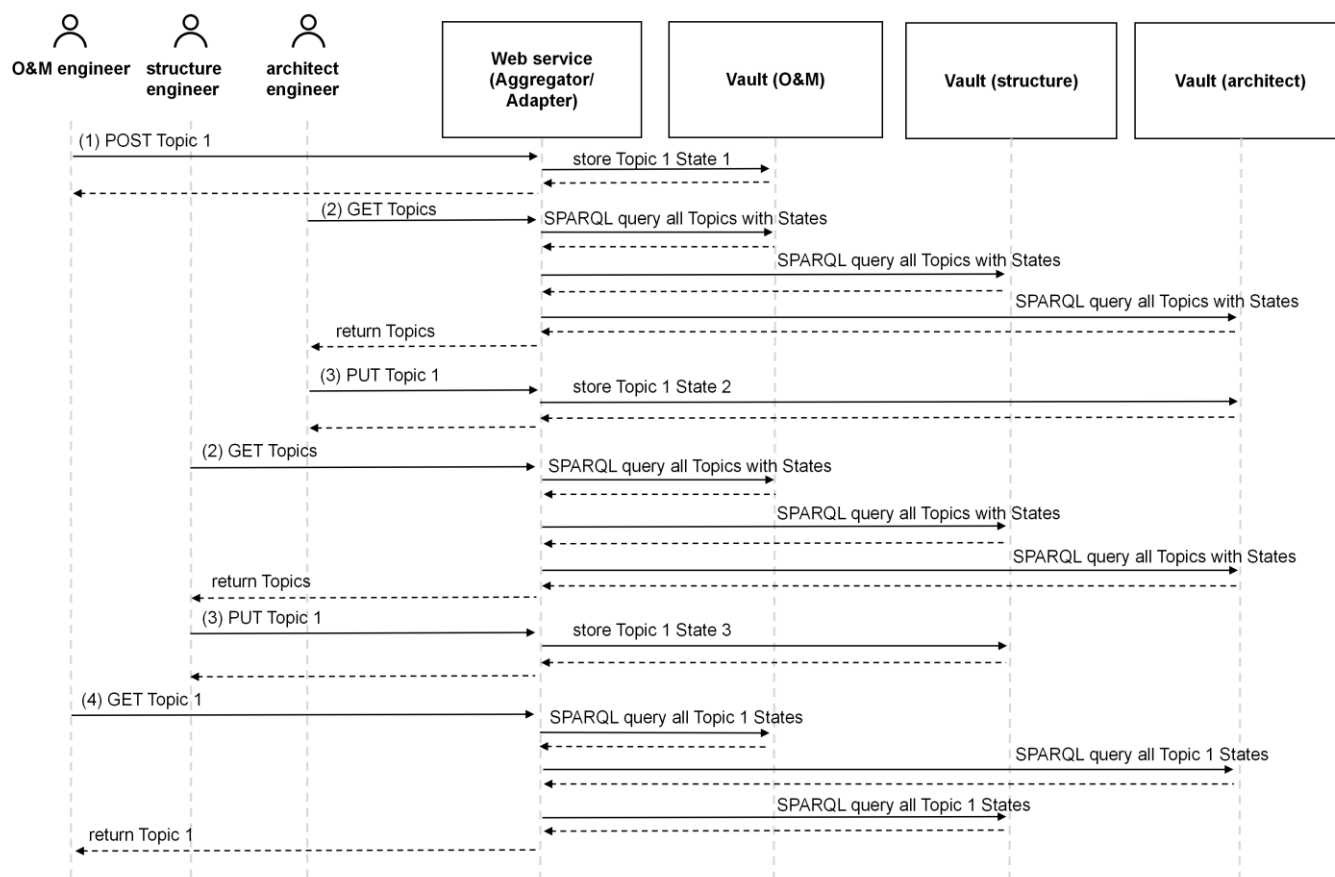 O&M engineer
structure
engineer
architect
engineer
Web service
(Aggregator/
Adapter)
Vault (O&M)
Vault (structure)
Vault (architect)
(1) POST Topic 1
store Topic 1 State 1
(2) GET Topics
SPARQL query all Topics with States
SPARQL query all Topics with States
SPARQL query all Topics with States
return Topics
(3) PUT Topic 1
store Topic 1 State 2
(2) GET Topics
SPARQL query all Topics with States
SPARQL query all Topics with States
SPARQL query all Topics with States
return Topics
(3) PUT Topic 1
store Topic 1 State 3
(4) GET Topic 1
SPARQL query all Topic 1 States
SPARQL query all Topic 1 States
SPARQL query all Topic 1 States
return Topic 1